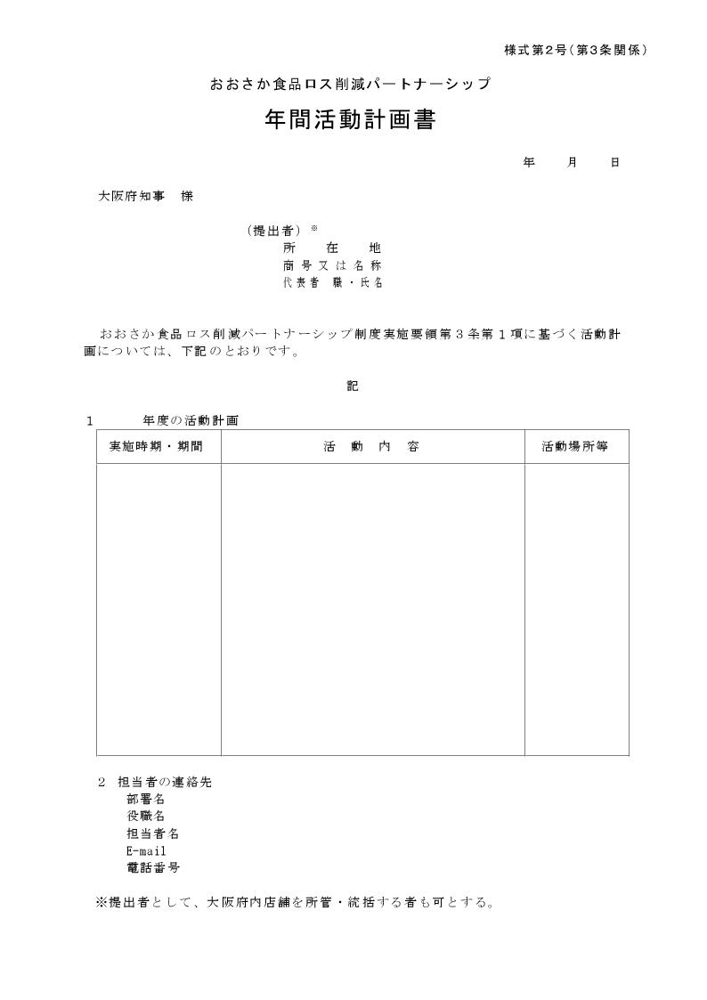 様式第２号（第３条関係）
おおさか食品ロス削減パートナーシップ
年間活動計画書
年　　月　　日
大阪府知事　様
（提出者）※
所　在　地
商号又は名称
代表者　職・氏名
おおさか食品ロス削減パートナーシップ制度実施要領第３条第１項に基づく活動計
画については、下記のとおりです。
記
１　　　年度の活動計画
実施時期・期間　活　動　内　容　活動場所等
２　担当者の連絡先
部署名
役職名
担当者名
E-mail
電話番号
※提出者として、大阪府内店舗を所管・統括する者も可とする。